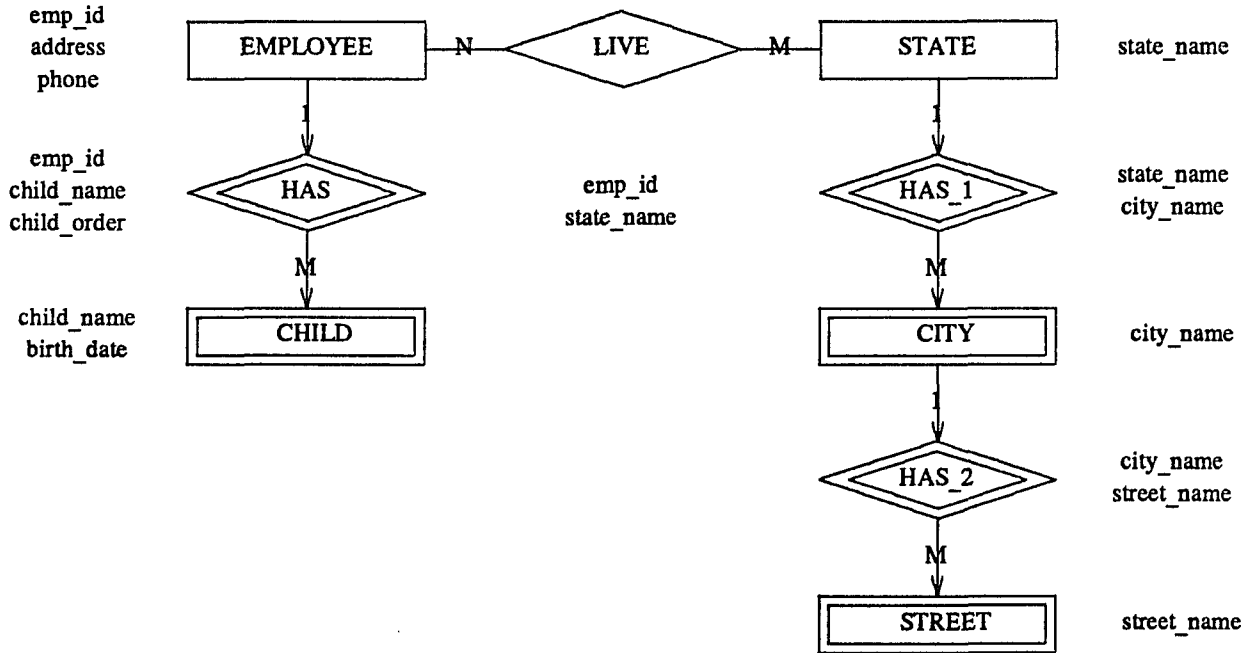 emp_id
address
phone
EMPLOYEE
N
LIVE
M
STATE
state_name
1
1
emp_id
child_name
child_order
HAS
emp_id
state_name
HAS_1
state_name
city_name
M
M
child_name
birth_date
CHILD
CITY
city_name
1
HAS_2
city_name
street_name
M
STREET
street_name